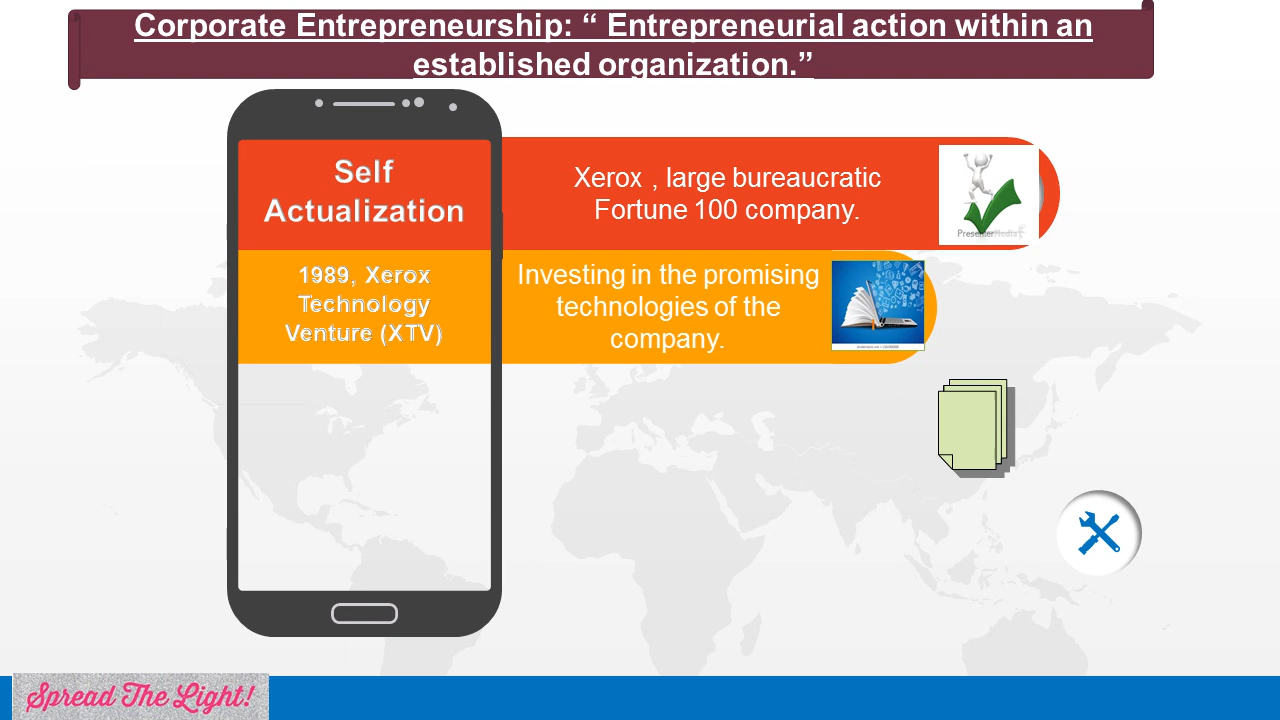 Corporate Entrepreneurship: “ Entrepreneurial action within an
established organization.”
Self
Actualization
Xerox , large bureaucratic
Fortune 100 company.
PresenterMedia
1989, Xerox
Technology
Venture (XTV)
Investing in the promising
technologies of the
company.
Spread The Light!